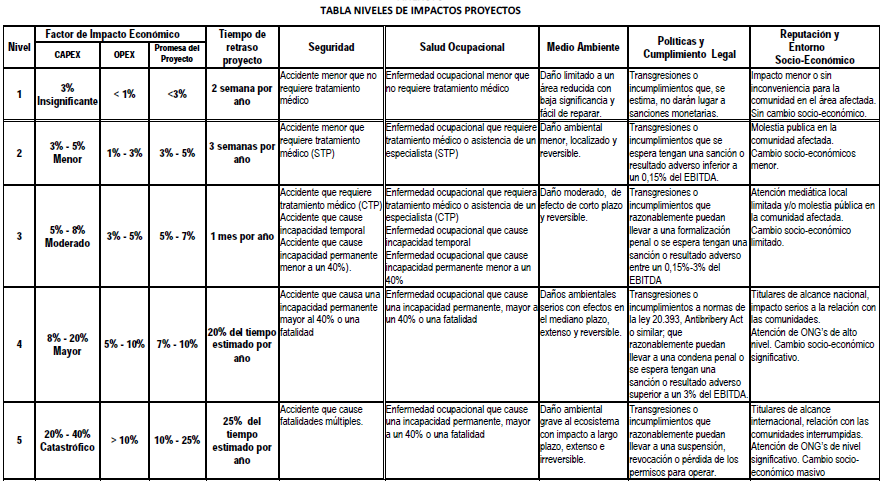 TABLA NIVELES DE IMPACTOS PROYECTOS
Nivel
Factor de Impacto Económico
CAPEX
OPEX
Promesa del
Proyecto
Tiempo de
retraso
proyecto
Seguridad
Salud Ocupacional
Medio Ambiente
Políticas y
Cumplimiento Legal
Reputación y
Entorno
Socio-Económico
1
3%
Insignificante
< 1%
<3%
2 semana por
año
Accidente menor que no
requiere tratamiento
médico
Enfermedad ocupacional menor que
no requiere tratamiento médico
Daño limitado a un
área reducida con
baja significancia y
fácil de reparar.
Transgresiones o
incumplimientos que, se
estima, no darán lugar a
sanciones monetarias.
Impacto menor o sin
inconveniencia para la
comunidad en el área afectada.
Sin cambio socio-económico.
2
3% - 5%
Menor
1% - 3%
3% - 5%
3 semanas por
año
Accidente menor que
requiere tratamiento
médico (STP)
Enfermedad ocupacional que requiere
tratamiento médico o asistencia de un
especialista (STP)
Daño ambiental
menor, localizado y
reversible.
Transgresiones o
incumplimientos que se
espera tengan una sanción o
resultado adverso inferior a
un 0,15% del EBITDA.
Molestia publica en la
comunidad afectada.
Cambio socio-económicos
menor.
3
5% - 8%
Moderado
3% - 5%
5% - 7%
1 mes por año
Accidente que requiere
tratamiento médico (CTP)
Accidente que cause
incapacidad temporal
Accidente que cause
incapacidad permanente
menor a un 40%).
Enfermedad ocupacional que requiera
tratamiento médico o asistencia de un
especialista (CTP)
Enfermedad ocupacional que cause
incapacidad temporal
Enfermedad ocupacional que cause
incapacidad permanente menor a un
40%
Daño moderado, de
efecto de corto plazo
y reversible.
Transgresiones o
incumplimientos que
razonablemente puedan
llevar a una formalización
penal o se espera tengan una
sanción o resultado adverso
entre un 0,15%-3% del
EBITDA
Atención mediática local
limitada y/o molestia pública en
la comunidad afectada.
Cambio socio-económico
limitado.
4
8% - 20%
Mayor
5% - 10%
7% - 10%
20% del tiempo
estimado por
año
Accidente que causa una
incapacidad permanente
mayor al 40% o una
fatalidad
Enfermedad ocupacional que cause
una incapacidad permanente, mayor a
un 40% o una fatalidad
Daños ambientales
serios con efectos en
el mediano plazo,
extenso y reversible.
Transgresiones o
incumplimientos a normas de
la ley 20.393, Antibribery Act
o similar; que
razonablemente puedan
llevar a una condena penal o
se espera tengan una
sanción o resultado adverso
superior a un 3% del EBITDA.
Titulares de alcance nacional,
impacto serios a la relación con
las comunidades.
Atención de ONG's de alto
nivel. Cambio socio-económico
significativo.
5
20% - 40%
Catastrófico
> 10%
10% - 25%
25% del
tiempo
estimado por
año
Accidente que cause
fatalidades múltiples.
Enfermedad ocupacional que cause
una incapacidad permanente, mayor
a un 40% o una fatalidad
Daño ambiental
grave al ecosistema
con impacto a largo
plazo, extenso e
irreversible.
Transgresiones o
incumplimientos que
razonablemente puedan
llevar a una suspensión,
revocación o pérdida de los
permisos para operar.
Titulares de alcance
internacional, relación con las
comunidades interrumpidas.
Atención de ONG's de nivel
significativo. Cambio socio-
económico masivo